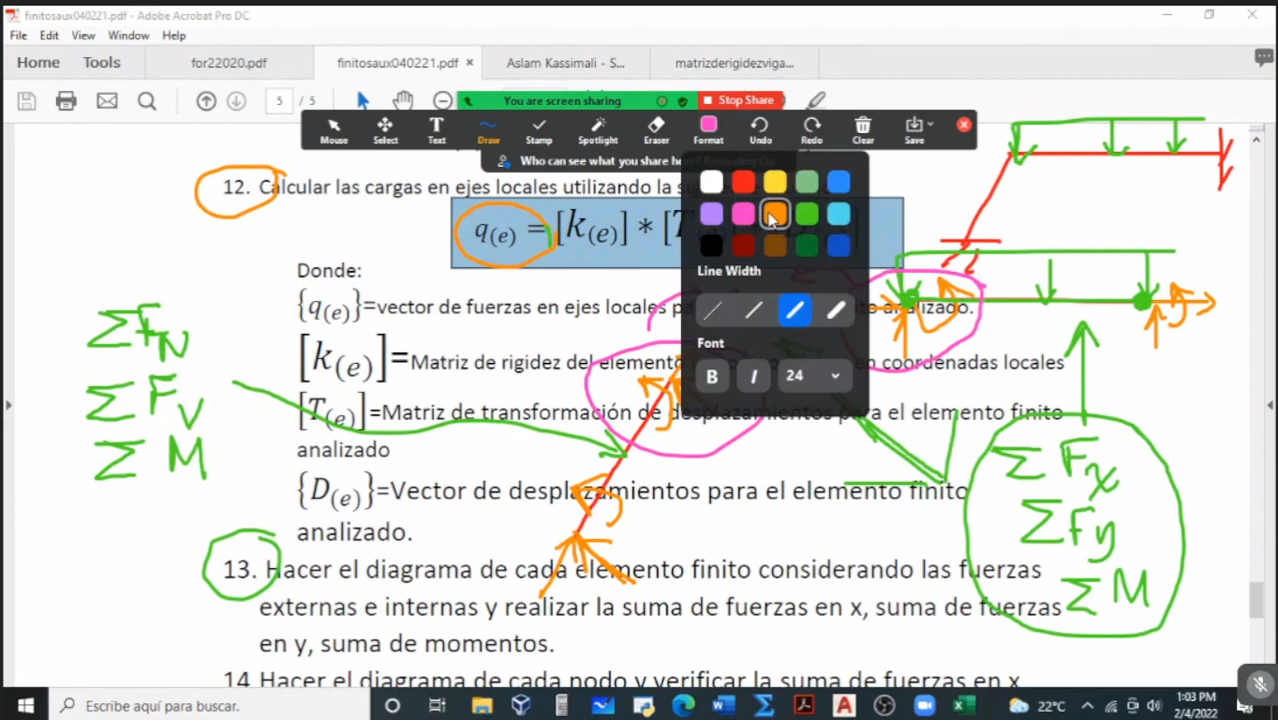 finitosaux040221.pdf - Adobe Acrobat Pro DC
File Edit View Window Help
Home Tools for22020.pdf finitosaux040221.pdf × Aslam Kassimali - S... matrizderigidezviga...
5 / 5 You are screen sharing Stop Share
Mouse Select Text Draw Stamp Spotlight Eraser Format Undo Redo Clear Save
Who can see what you share here? Recording On
12. Calcular las cargas en ejes locales utilizando la
q(e) = [k(e)] * [T
Donde:
{q(e)}=vector de fuerzas en ejes locales analizado.
[k(e)]=Matriz de rigidez del elemento en coordenadas locales
[T(e)]=Matriz de transformación de desplazamientos para el elemento finito
analizado
{D(e)}=Vector de desplazamientos para el elemento finito
analizado.
13. Hacer el diagrama de cada elemento finito considerando las fuerzas
externas e internas y realizar la suma de fuerzas en x, suma de fuerzas
en y, suma de momentos.
14 Hacer el diagrama de cada nodo y verificar la suma de fuerzas en x
Line Width
Font
B I 24
ΣFN
ΣFV
ΣM
ΣFx
ΣFy
ΣM
Escribe aquí para buscar.
22°C
1:03 PM
2/4/2022